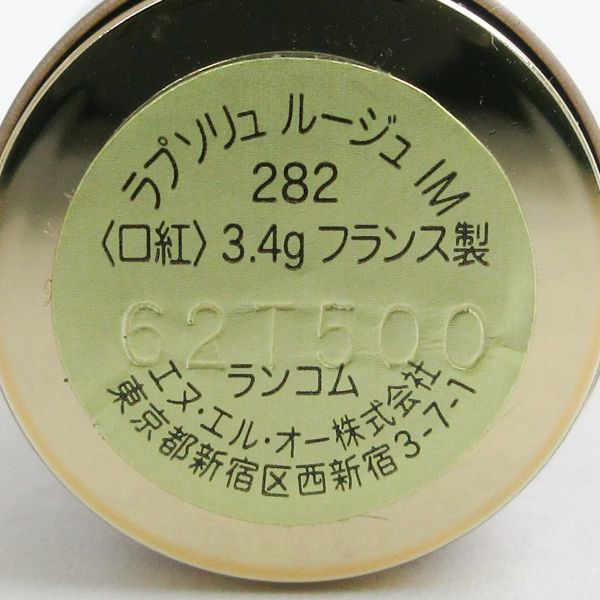 ラプソリュ ルージュ IM
282
〈口紅〉 3.4g フランス製
62T500
ランコム
エヌ・エル・オー株式会社
東京都新宿区西新宿3-7-1